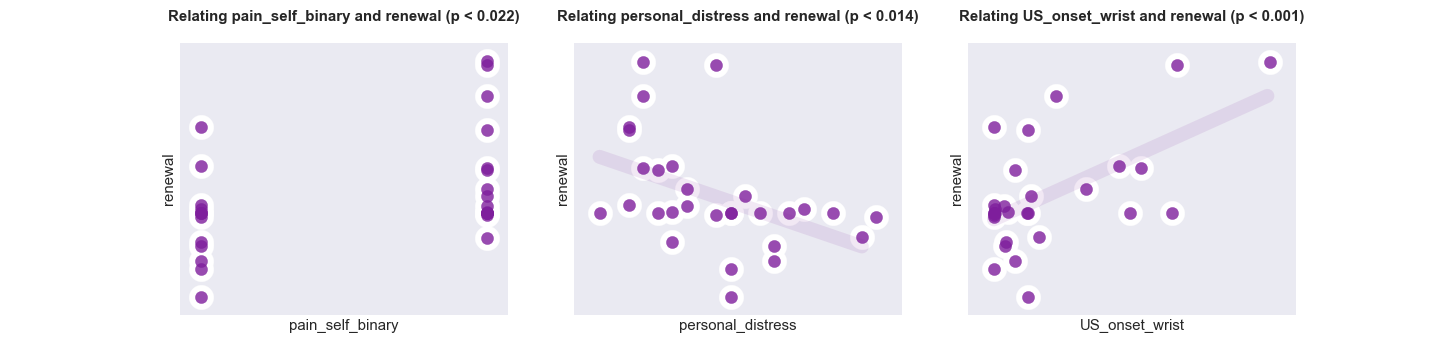 Relating pain_self_binary and renewal (p < 0.022)
renewal
pain_self_binary
Relating personal_distress and renewal (p < 0.014)
renewal
personal_distress
Relating US_onset_wrist and renewal (p < 0.001)
renewal
US_onset_wrist